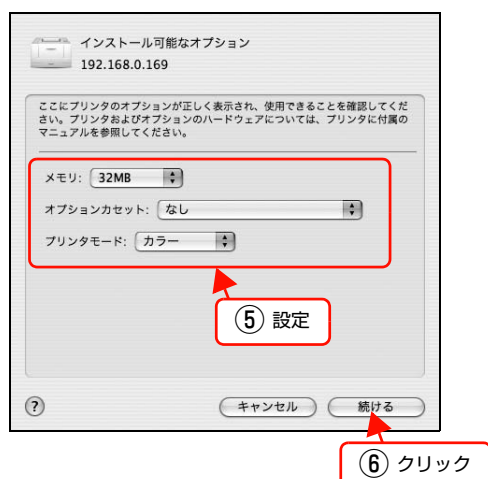 インストール可能なオプション
192.168.0.169
ここにプリンタのオプションが正しく表示され、使用できることを確認してくだ
さい。プリンタおよびオプションのハードウェアについては、プリンタに付属の
マニュアルを参照してください。
メモリ: 32MB
オプションカセット: なし
プリンタモード: カラー
⑤ 設定
? キャンセル 続ける
⑥ クリック